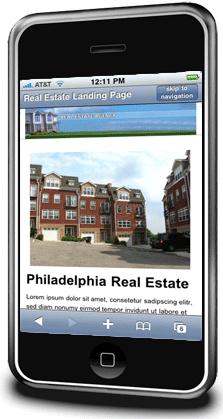 AT&T 12:11 PM
Real Estate Landing Page
skip to
navigation
Philadelphia Real Estate
Lorem ipsum dolor sit amet, consetetur sadipscing elitr,
sed diam nonumy eirmod tempor invidunt ut labore et
6